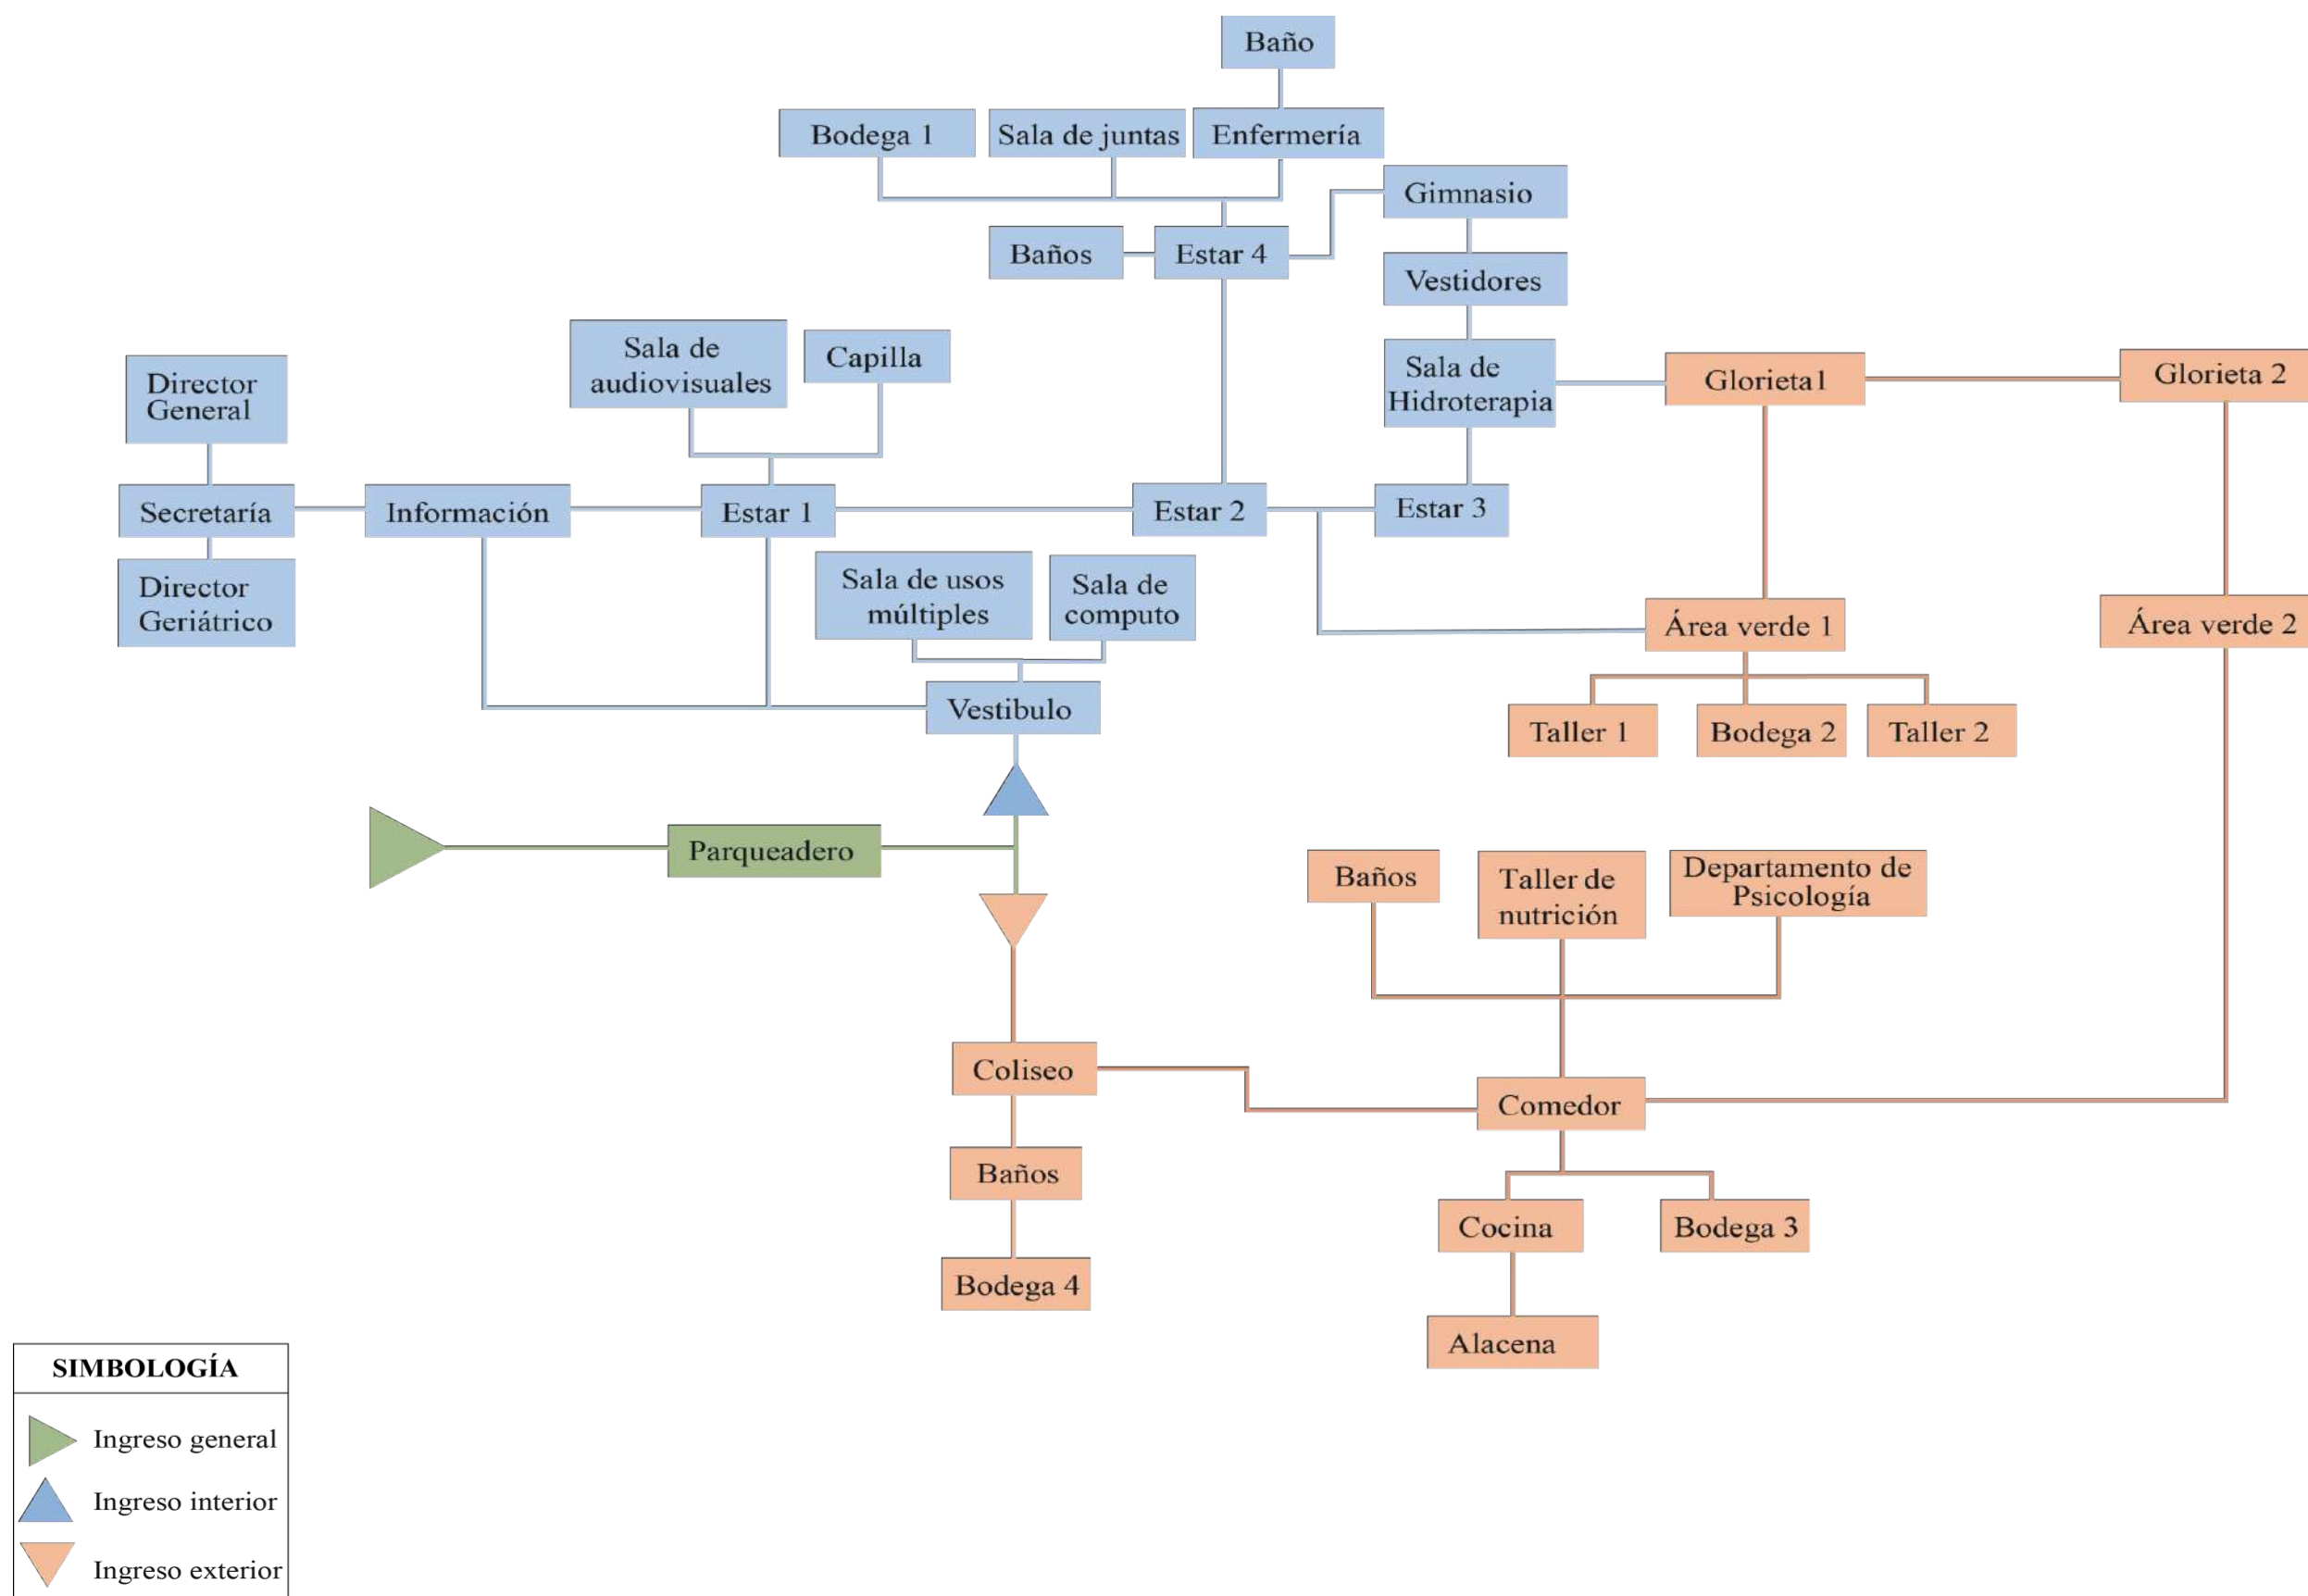 Baño
Bodega 1
Sala de juntas
Enfermería
Gimnasio
Baños
Estar 4
Vestidores
Sala de
audiovisuales
Capilla
Director
General
Sala de
Hidroterapia
Glorieta1
Glorieta 2
Secretaría
Información
Estar 1
Estar 2
Estar 3
Director
Geriátrico
Sala de usos
múltiples
Sala de
computo
Área verde 1
Área verde 2
Vestibulo
Taller 1
Bodega 2
Taller 2
Parqueadero
Baños
Taller de
nutrición
Departamento de
Psicología
Coliseo
Comedor
Baños
Cocina
Bodega 3
Bodega 4
Alacena
SIMBOLOGÍA
Ingreso general
Ingreso interior
Ingreso exterior